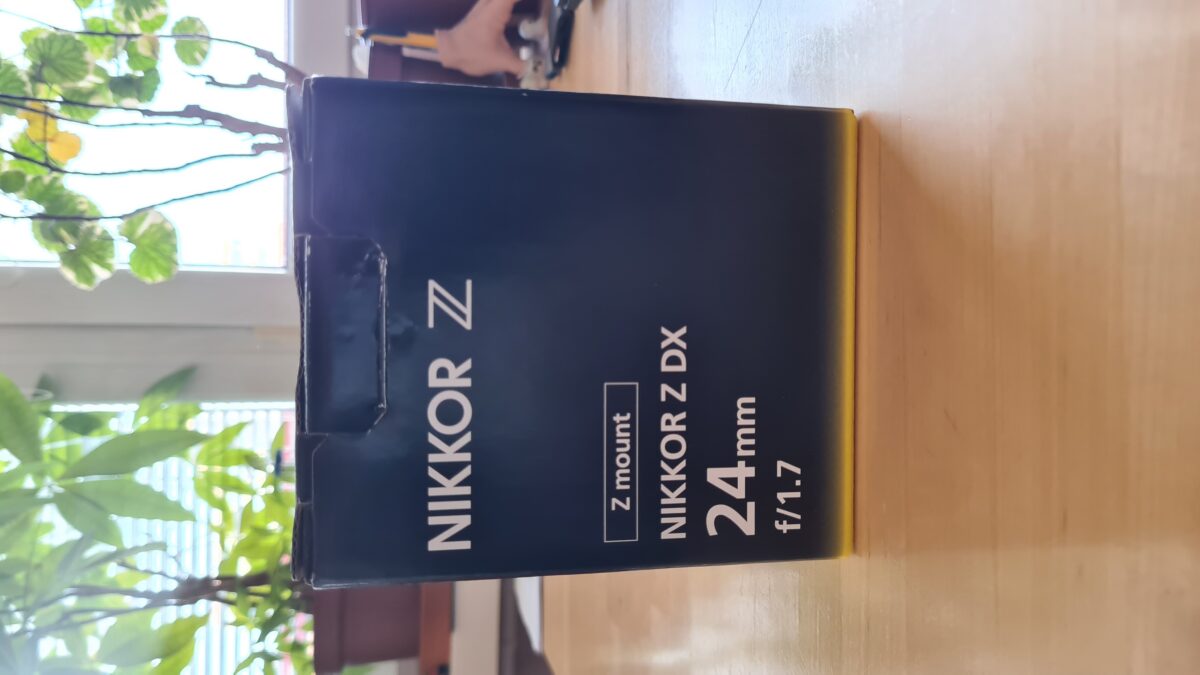 NIKKOR Z
Z mount
NIKKOR Z DX
24mm
f/1.7